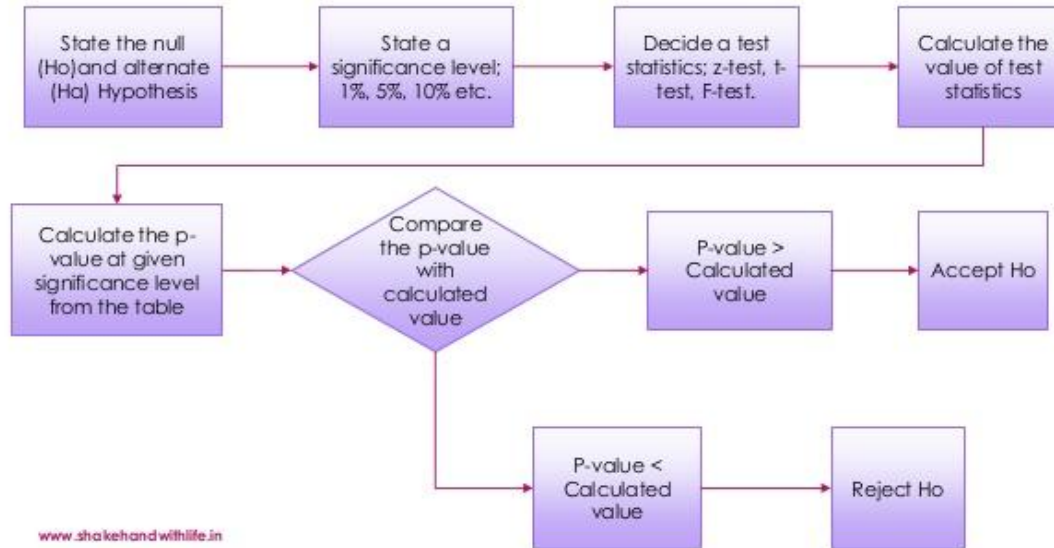 State the null
(Ho)and alternate
(Ha) Hypothesis
State a
significance level;
1%, 5%, 10% etc.
Decide a test
statistics; z-test, t-
test, F-test.
Calculate the
value of test
statistics
Calculate the p-
value at given
significance level
from the table
Compare
the p-value
with
calculated
value
P-value >
Calculated
value
Accept Ho
P-value <
Calculated
value
Reject Ho
www.shakehandwithlife.in